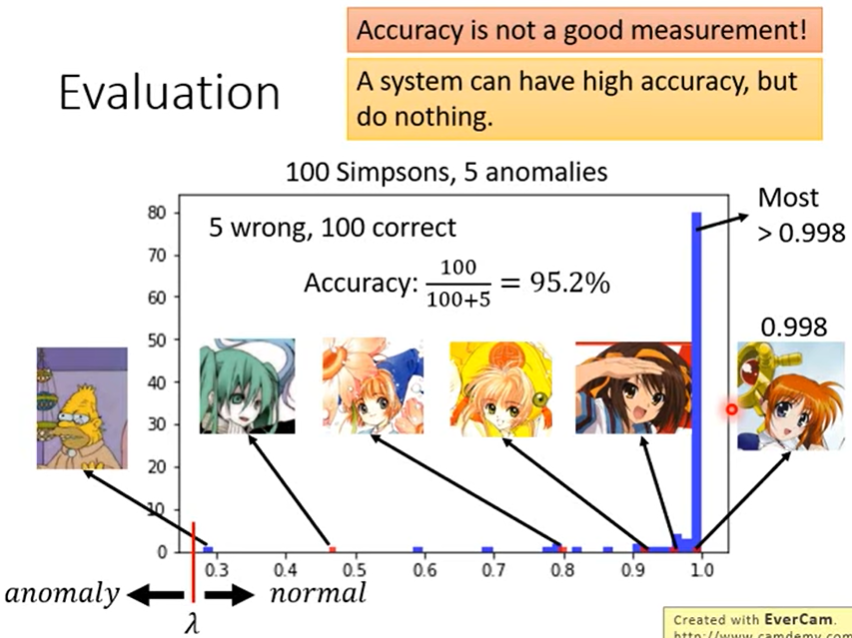 Accuracy is not a good measurement!
Evaluation
A system can have high accuracy, but
do nothing.
100 Simpsons, 5 anomalies
Most
> 0.998
5 wrong, 100 correct
Accuracy: 100/(100+5) = 95.2%
0.998
80
70
60
50
40
30
20
10
0
0.3 0.4 0.5 0.6 0.7 0.8 0.9 1.0
anomaly normal
λ
Created with EverCam.
http://www.camdemy.com